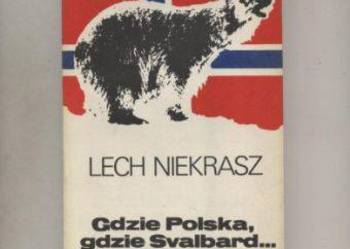 LECH NIEKRASZ
Gdzie Polska,
gdzie Svalbard...